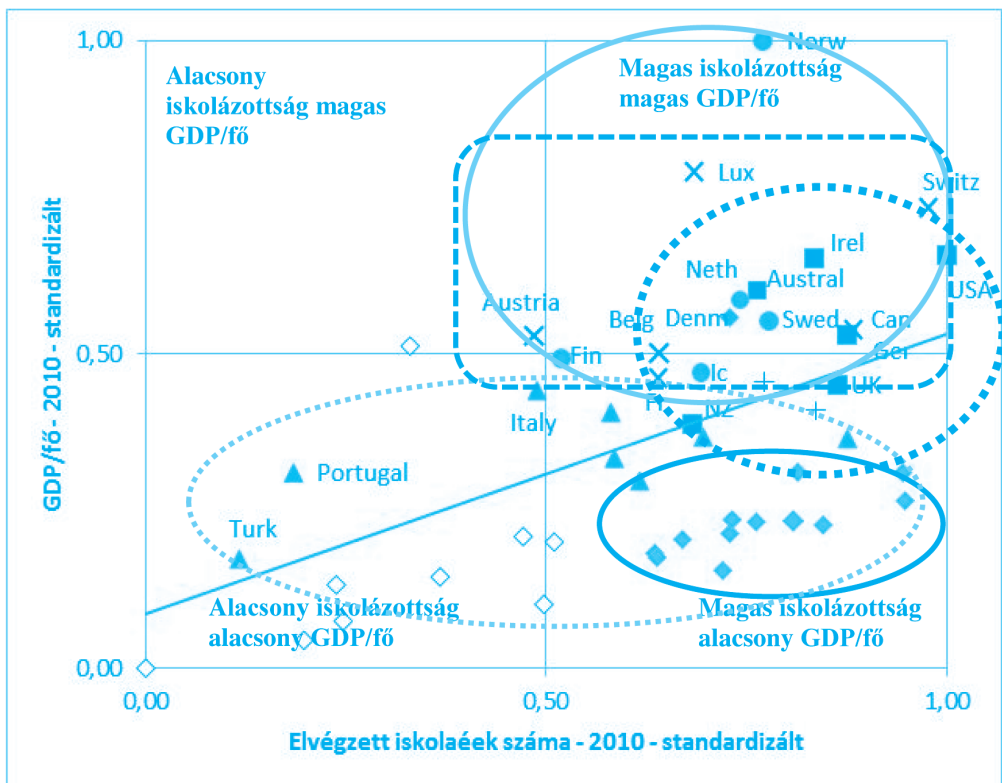 1,00
Norw
Alacsony
iskolázottság magas
GDP/fő
Magas iskolázottság
magas GDP/fő
Lux
Switz
Irel
Neth
Austral
USA
Austria
Belg
Denm
Swed
Can
0,50
Fin
Ic
Ger
UK
Italy
Fr
NZ
Portugal
Turk
Alacsony iskolázottság
alacsony GDP/fő
Magas iskolázottság
alacsony GDP/fő
0,00
0,00
0,50
1,00
GDP/fő- 2010 - standardizált
Elvégzett iskolaéek száma - 2010 - standardizált